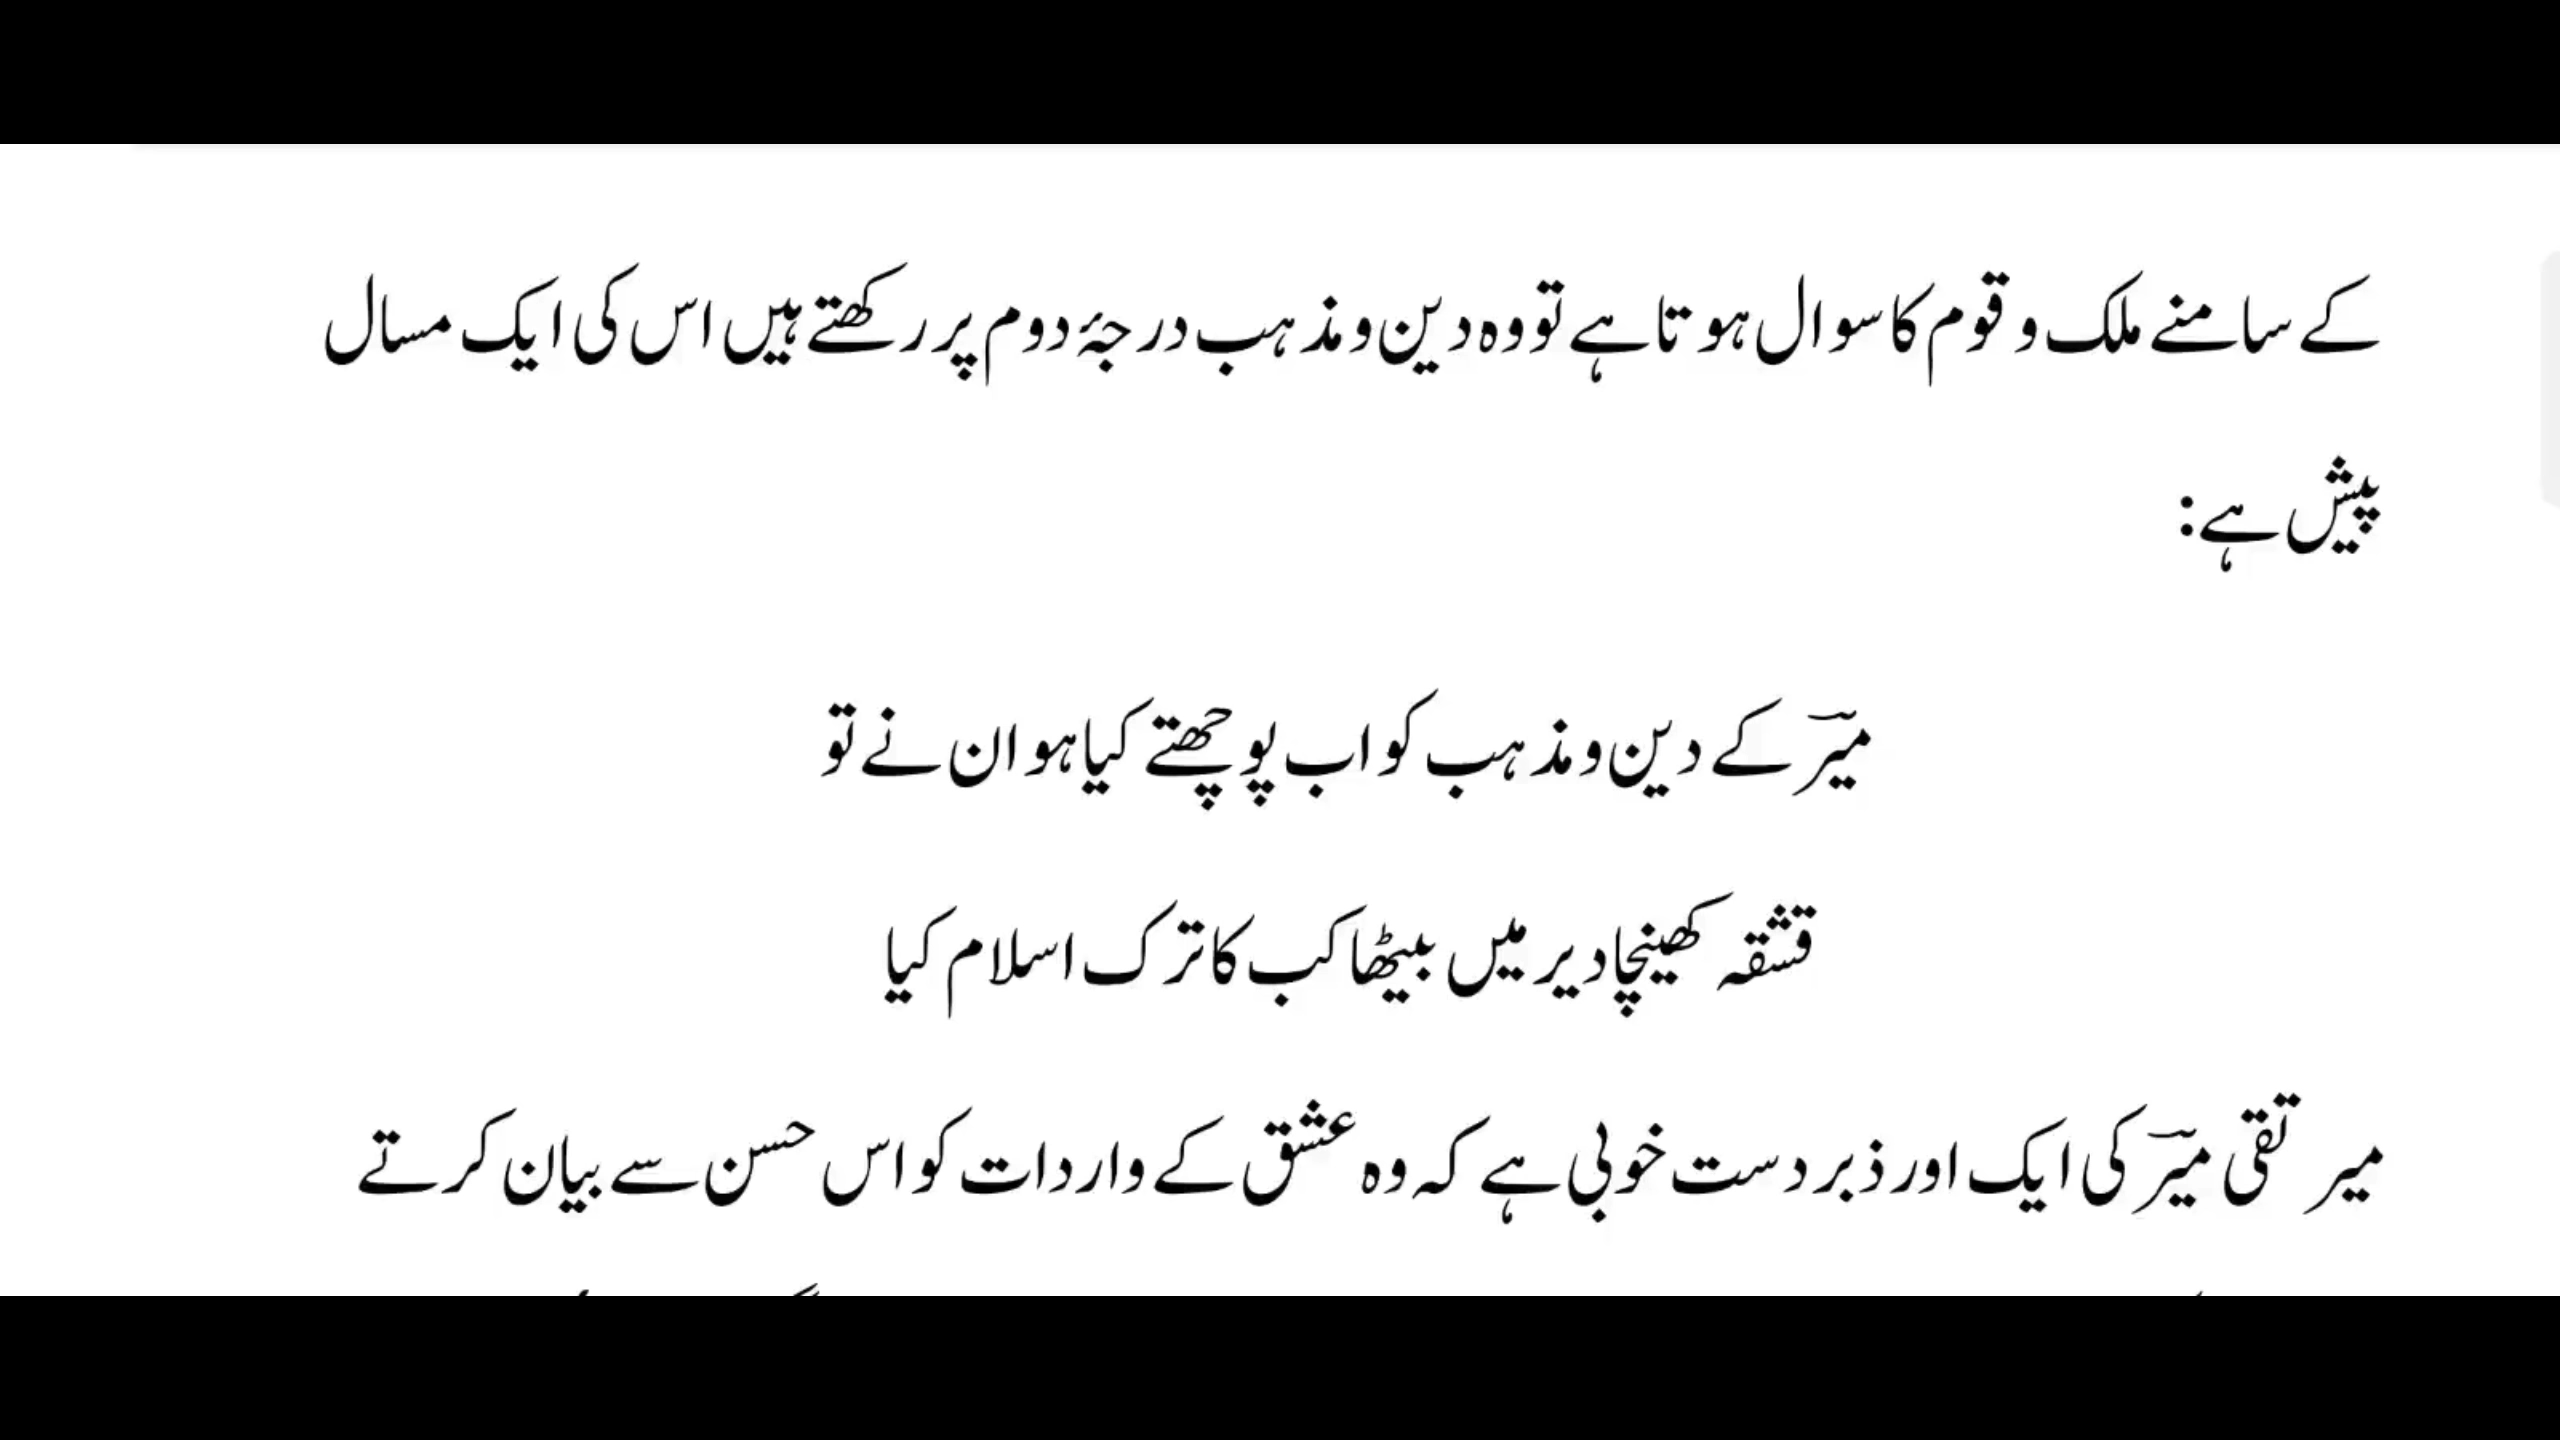 کے سامنے ملک و قوم کا سوال ہوتا ہے تو وہ دین و مذہب درجۂ دوم پر رکھتے ہیں اس کی ایک مسال
پیش ہے:
میرؔ کے دین و مذہب کو اب پوچھتے کیا ہو ان نے تو
قشقہ کھینچا دیر میں بیٹھا کب کا ترک اسلام کیا
میر تقی میرؔ کی ایک اور ذبردست خوبی ہے کہ وہ عشق کے واردات کو اس حسن سے بیان کرتے